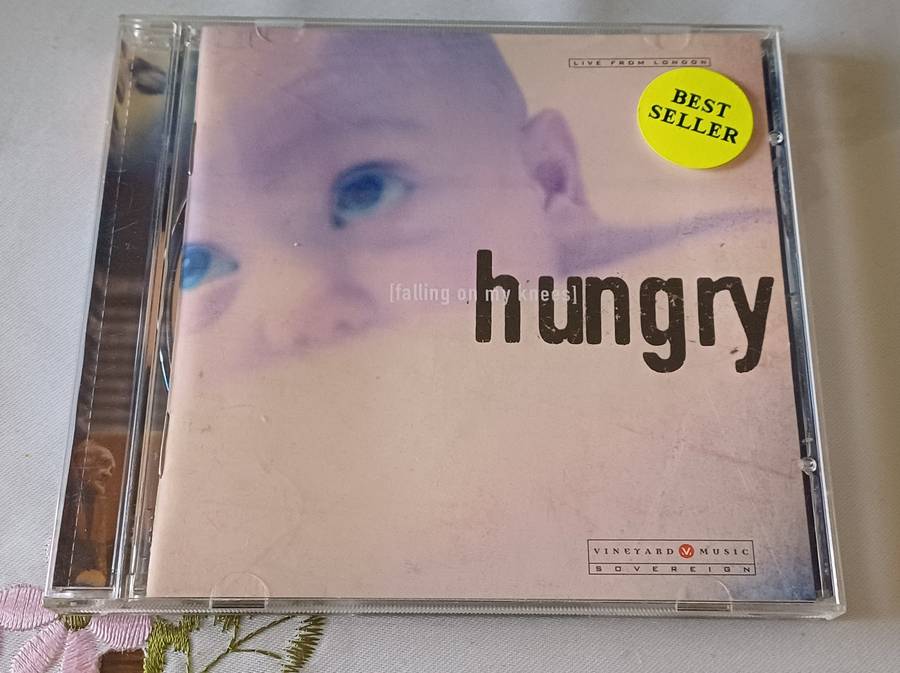 LIVE FROM LONDON
BEST
SELLER
[falling on my knees]
hungry
VINEYARD V MUSIC
SOVEREIGN